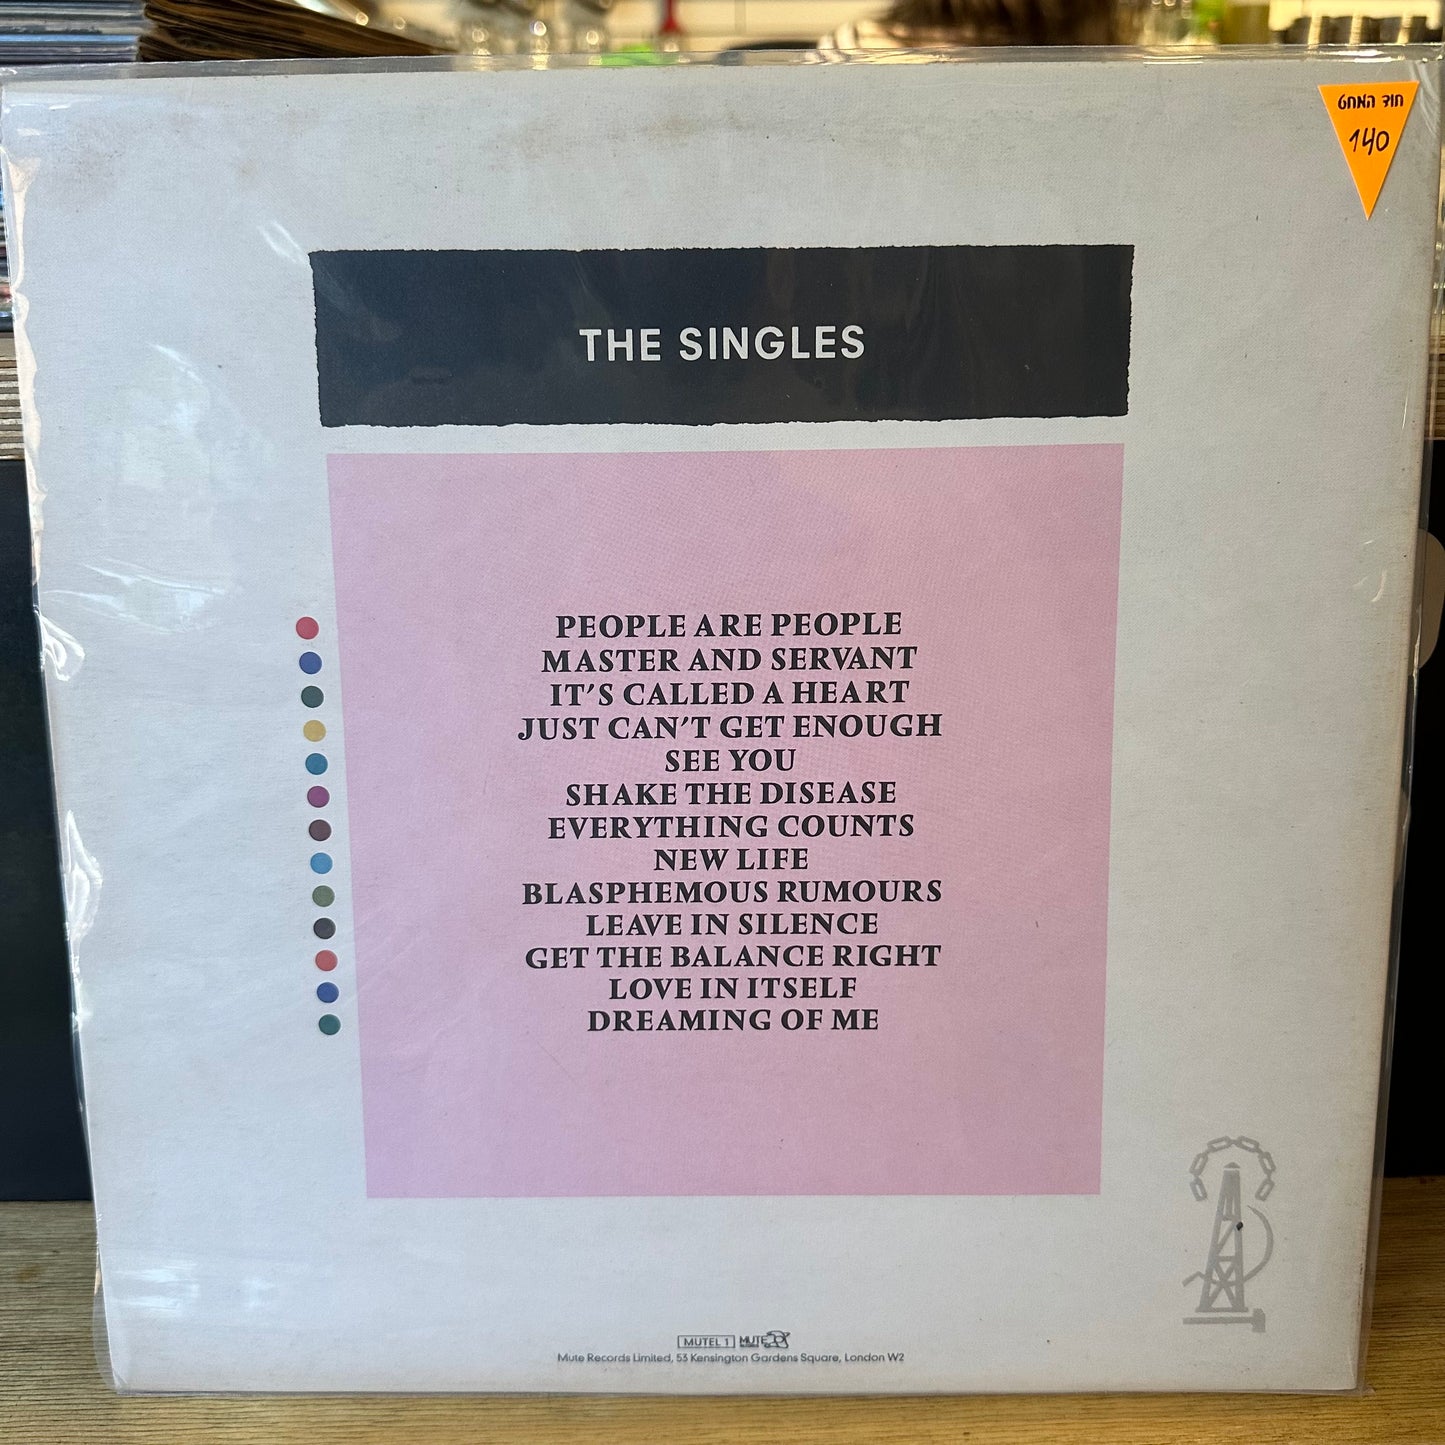 חוד המחט
140
THE SINGLES
PEOPLE ARE PEOPLE
MASTER AND SERVANT
IT'S CALLED A HEART
JUST CAN'T GET ENOUGH
SEE YOU
SHAKE THE DISEASE
EVERYTHING COUNTS
NEW LIFE
BLASPHEMOUS RUMOURS
LEAVE IN SILENCE
GET THE BALANCE RIGHT
LOVE IN ITSELF
DREAMING OF ME
MUTEL 1 MUTE
Mute Records Limited, 53 Kensington Gardens Square, London W2